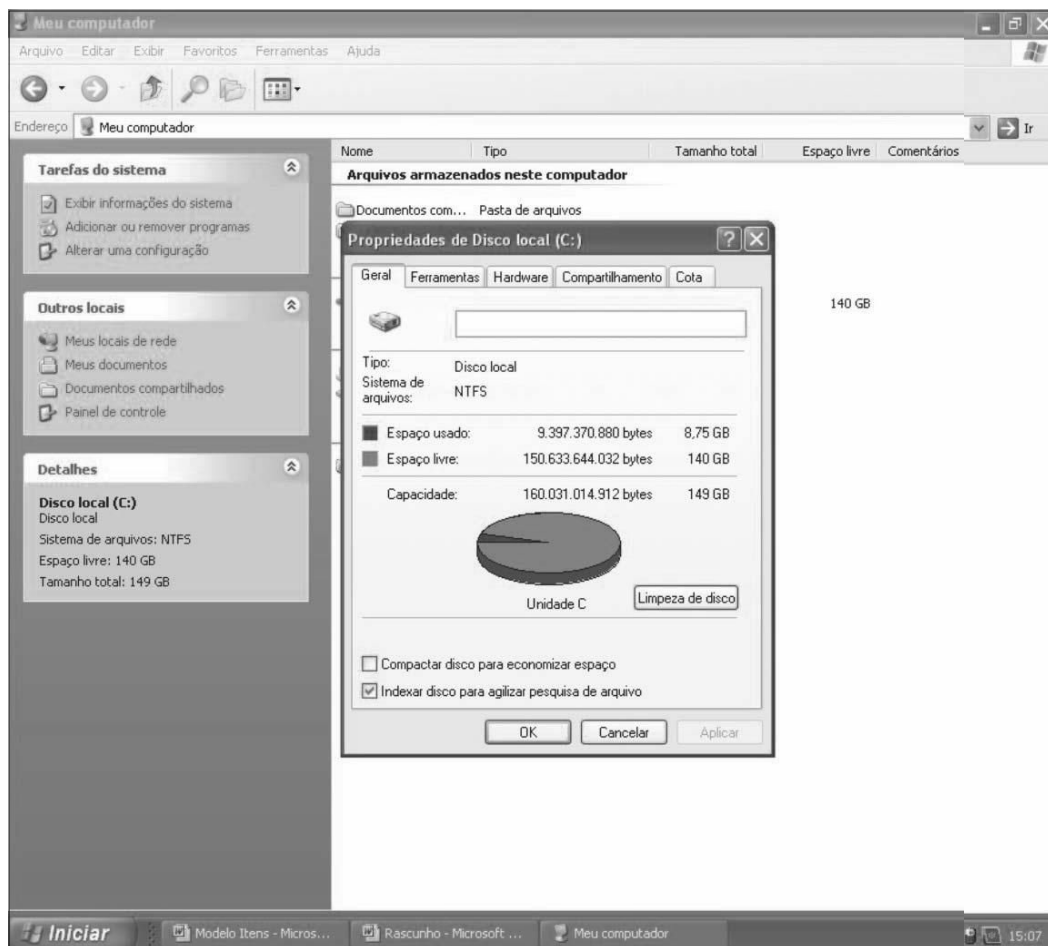 Meu computador
Arquivo Editar Exibir Favoritos Ferramentas Ajuda
Endereço Meu computador Ir
Nome Tipo Tamanho total Espaço livre Comentários
Tarefas do sistema
Exibir informações do sistema
Adicionar ou remover programas
Alterar uma configuração
Outros locais
Meus locais de rede
Meus documentos
Documentos compartilhados
Painel de controle
Detalhes
Disco local (C:)
Disco local
Sistema de arquivos: NTFS
Espaço livre: 140 GB
Tamanho total: 149 GB
Arquivos armazenados neste computador
Documentos com... Pasta de arquivos
140 GB
Propriedades de Disco local (C:)
Geral Ferramentas Hardware Compartilhamento Cota
Tipo: Disco local
Sistema de
arquivos: NTFS
Espaço usado: 9.397.370.880 bytes 8,75 GB
Espaço livre: 150.633.644.032 bytes 140 GB
Capacidade: 160.031.014.912 bytes 149 GB
Unidade C
Limpeza de disco
Compactar disco para economizar espaço
Indexar disco para agilizar pesquisa de arquivo
OK Cancelar Aplicar
Iniciar Modelo Itens - Micros... Rascunho - Microsoft ... Meu computador 15:07